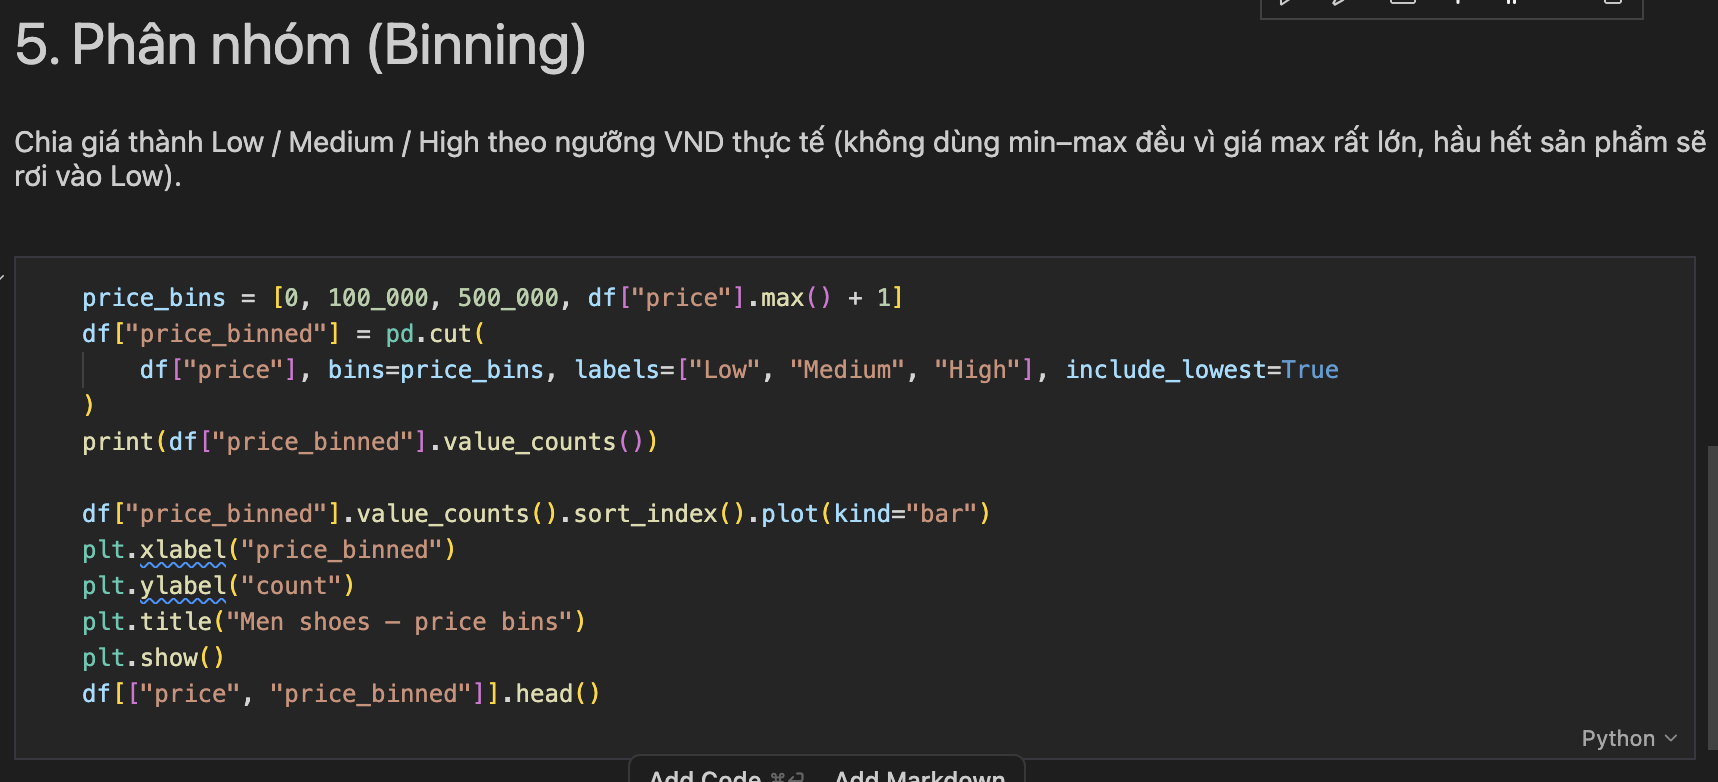 5. Phân nhóm (Binning)
Chia giá thành Low / Medium / High theo ngưỡng VND thực tế (không dùng min–max đều vì giá max rất lớn, hầu hết sản phẩm sẽ
rơi vào Low).
price_bins = [0, 100_000, 500_000, df["price"].max() + 1]
df["price_binned"] = pd.cut(
    df["price"], bins=price_bins, labels=["Low", "Medium", "High"], include_lowest=True
)
print(df["price_binned"].value_counts())

df["price_binned"].value_counts().sort_index().plot(kind="bar")
plt.xlabel("price_binned")
plt.ylabel("count")
plt.title("Men shoes — price bins")
plt.show()
df[["price", "price_binned"]].head()
Python
Add Code ⌘↵ Add Markdown